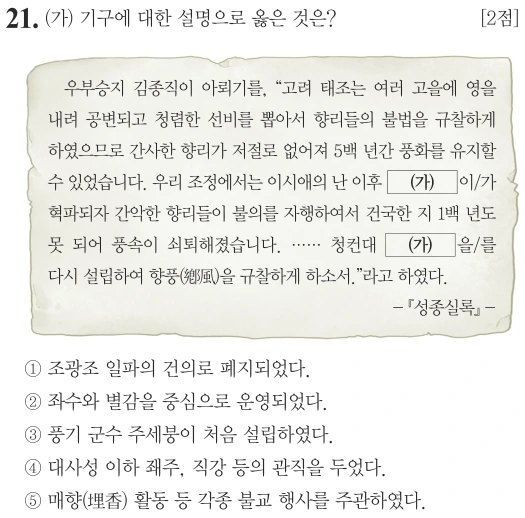 21. (가) 기구에 대한 설명으로 옳은 것은? [2점]
우부승지 김종직이 아뢰기를, “고려 태조는 여러 고을에 영을
내려 공변되고 청렴한 선비를 뽑아서 향리들의 불법을 규찰하게
하였으므로 간사한 향리가 저절로 없어져 5백 년간 풍화를 유지할
수 있었습니다. 우리 조정에서는 이시애의 난 이후 (가) 이/가
혁파되자 간악한 향리들이 불의를 자행하여서 건국한 지 1백 년도
못 되어 풍속이 쇠퇴해졌습니다. …… 청컨대 (가) 을/를
다시 설립하여 향풍(鄕風)을 규찰하게 하소서.”라고 하였다.
-『성종실록』-
① 조광조 일파의 건의로 폐지되었다.
② 좌수와 별감을 중심으로 운영되었다.
③ 풍기 군수 주세붕이 처음 설립하였다.
④ 대사성 이하 좨주, 직강 등의 관직을 두었다.
⑤ 매향(埋香) 활동 등 각종 불교 행사를 주관하였다.